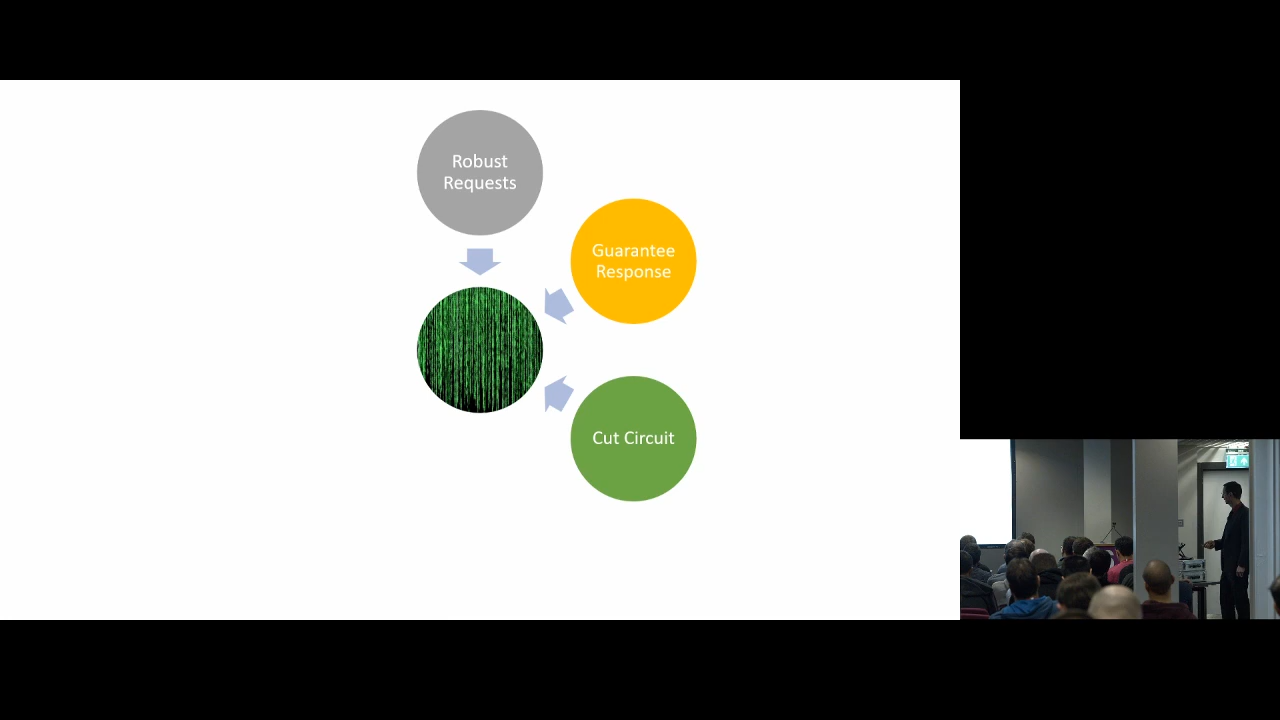 Robust
Requests
Guarantee
Response
Cut Circuit